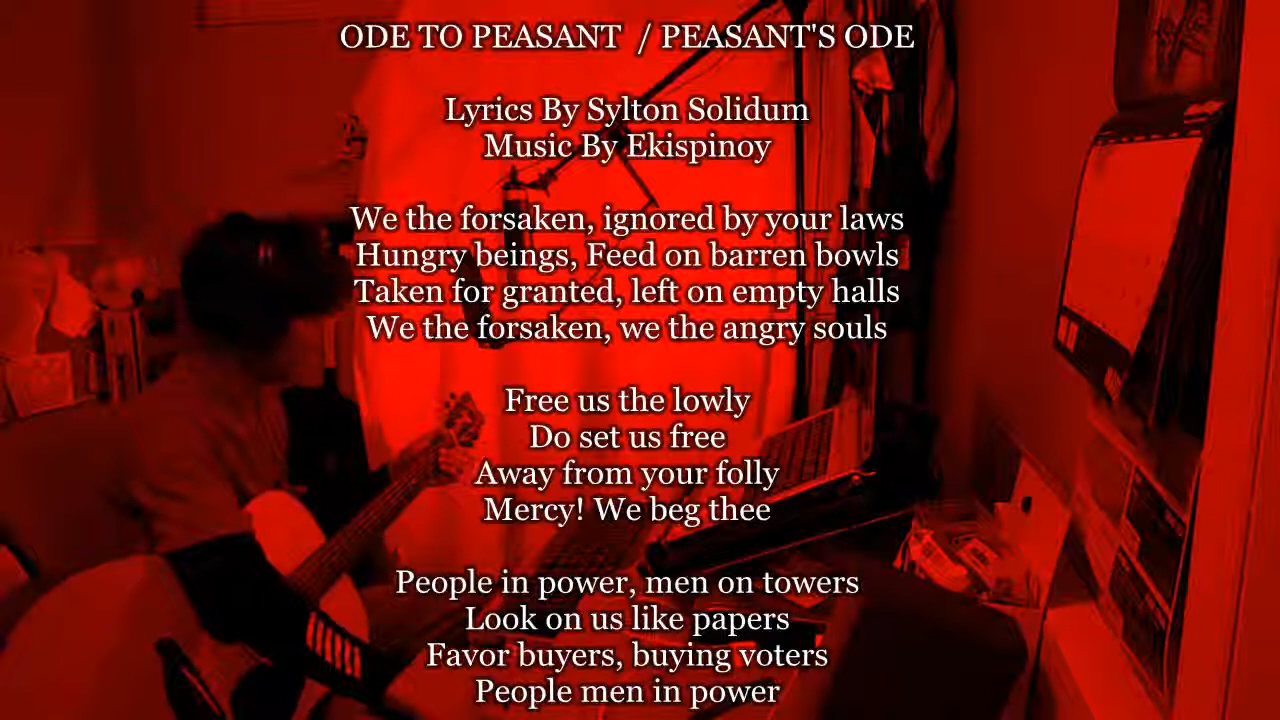 ODE TO PEASANT / PEASANT'S ODE
Lyrics By Sylton Solidum
Music By Ekispinoy
We the forsaken, ignored by your laws
Hungry beings, Feed on barren bowls
Taken for granted, left on empty halls
We the forsaken, we the angry souls
Free us the lowly
Do set us free
Away from your folly
Mercy! We beg thee
People in power, men on towers
Look on us like papers
Favor buyers, buying voters
People men in power